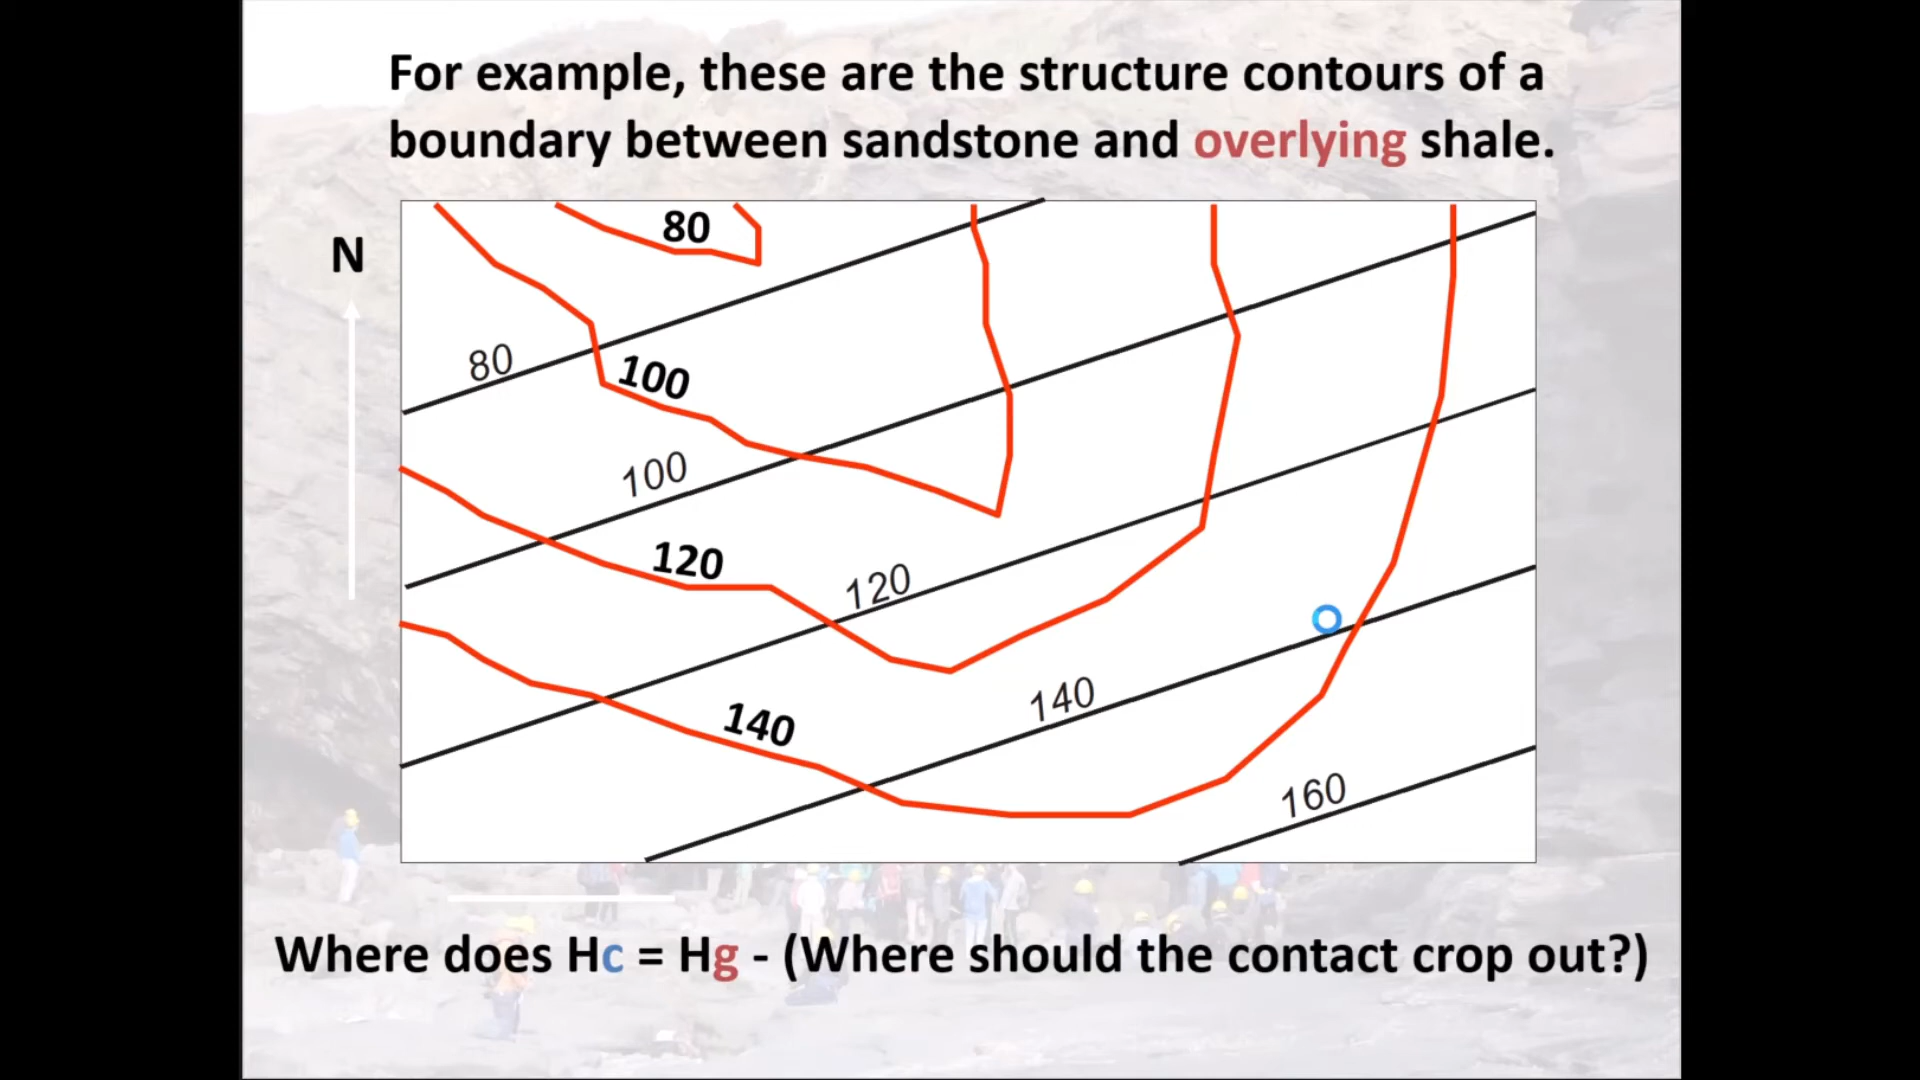 For example, these are the structure contours of a
boundary between sandstone and overlying shale.
N
80
80
100
100
120
120
140
140
160
Where does Hc = Hg - (Where should the contact crop out?)